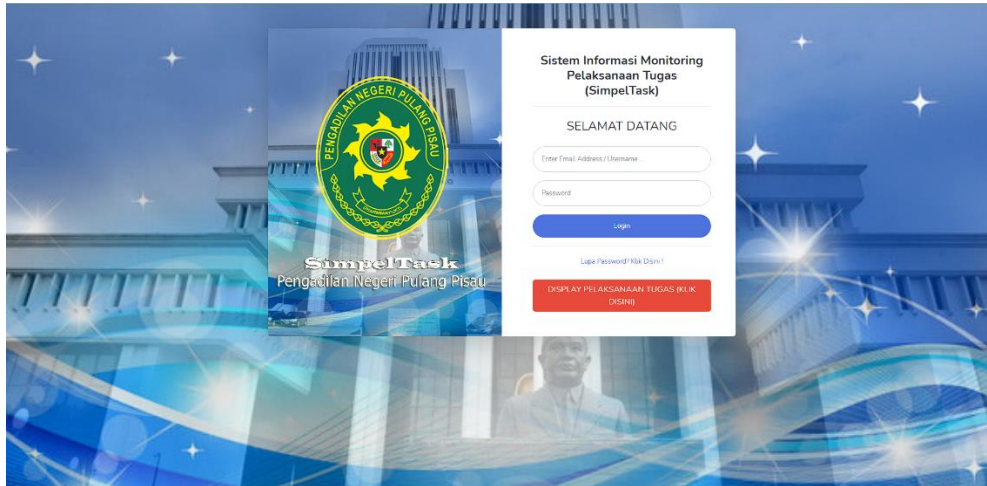 PENGADILAN NEGERI PULANG PISAU
DHARMMAYUKTI
SimpelTask
Pengadilan Negeri Pulang Pisau
Sistem Informasi Monitoring
Pelaksanaan Tugas
(SimpelTask)
SELAMAT DATANG
Enter Email Address / Username...
Password
Login
Lupa Password? Klik Disini !
DISPLAY PELAKSANAAN TUGAS (KLIK
DISINI)